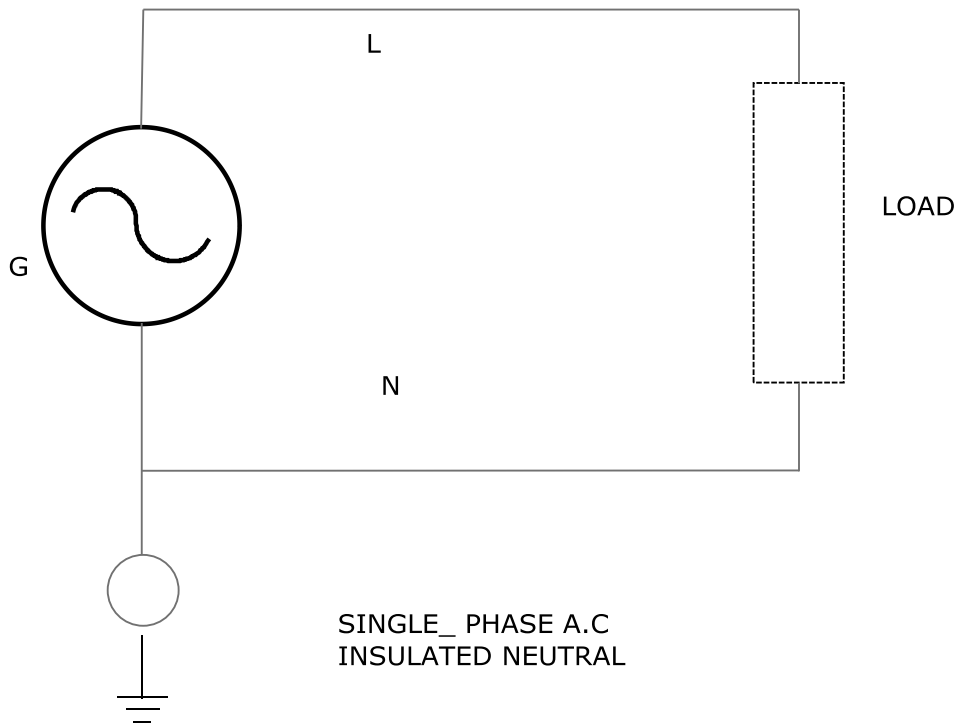 L
LOAD
G
N
SINGLE_ PHASE A.C
INSULATED NEUTRAL